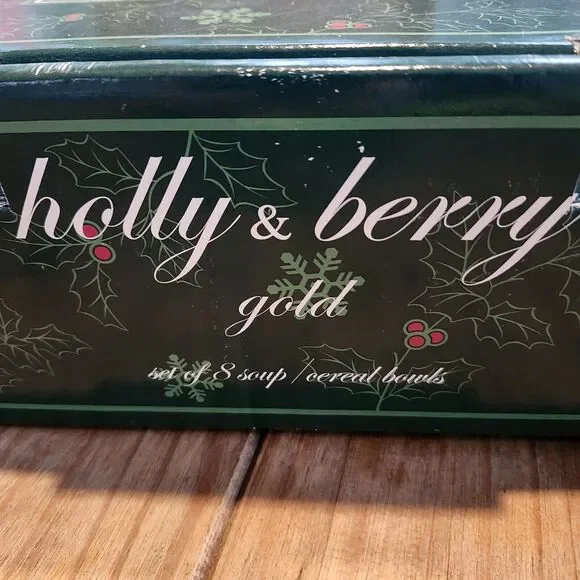 holly & berry
gold
set of 8 soup / cereal bowls